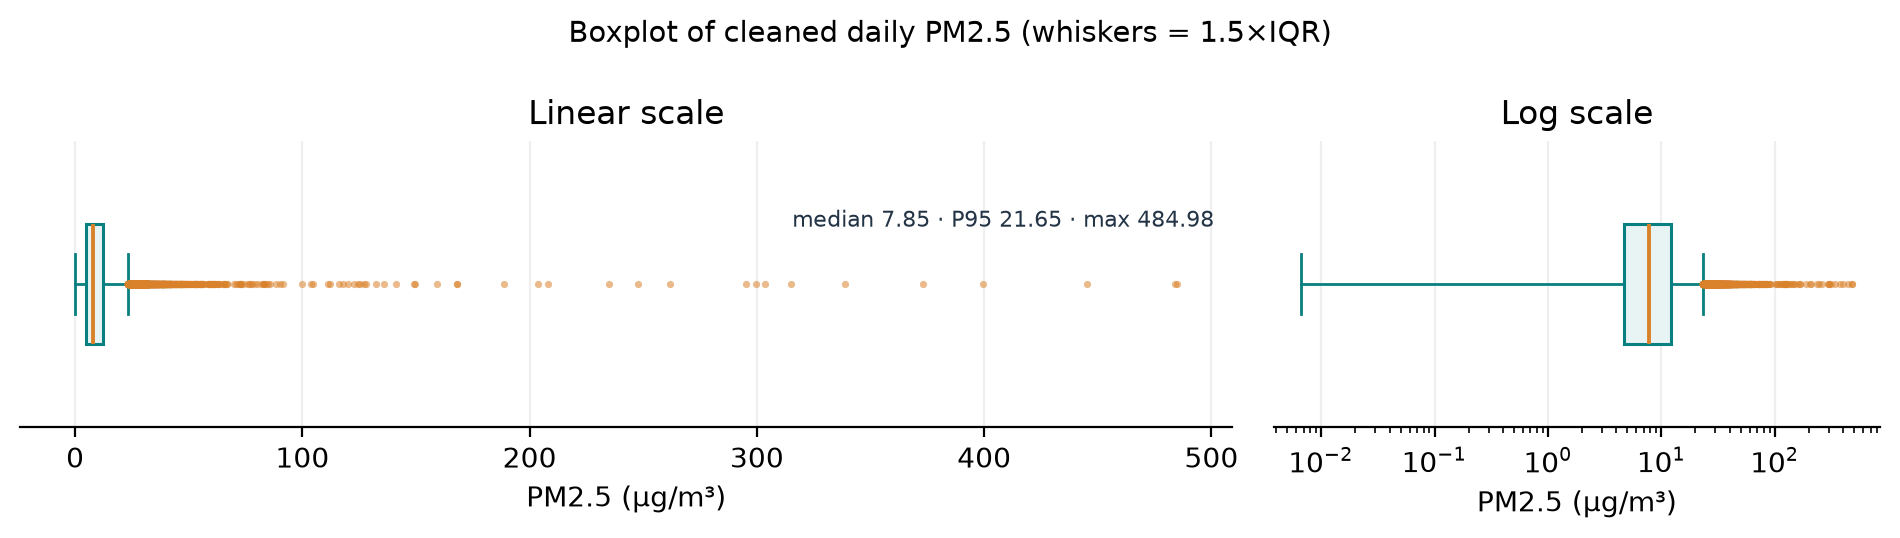 Boxplot of cleaned daily PM2.5 (whiskers = 1.5×IQR)
Linear scale
median 7.85 · P95 21.65 · max 484.98
0 100 200 300 400 500
PM2.5 (µg/m³)
Log scale
10⁻² 10⁻¹ 10⁰ 10¹ 10²
PM2.5 (µg/m³)